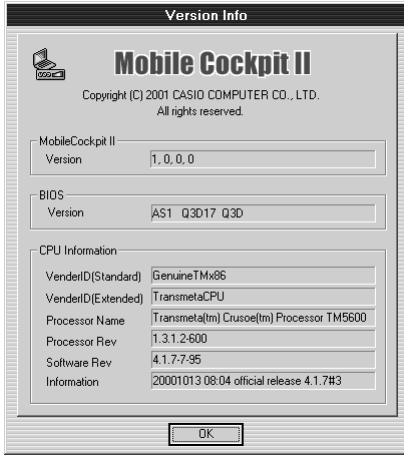 Version Info
Mobile Cockpit II
Copyright (C) 2001 CASIO COMPUTER CO., LTD.
All rights reserved.
MobileCockpit II
Version 1, 0, 0, 0
BIOS
Version AS1 Q3D17 Q3D
CPU Information
VenderID(Standard) GenuineTMx86
VenderID(Extended) TransmetaCPU
Processor Name Transmeta(tm) Crusoe(tm) Processor TM5600
Processor Rev 1.3.1.2-600
Software Rev 4.1.7-7-95
Information 20001013 08:04 official release 4.1.7#3
OK